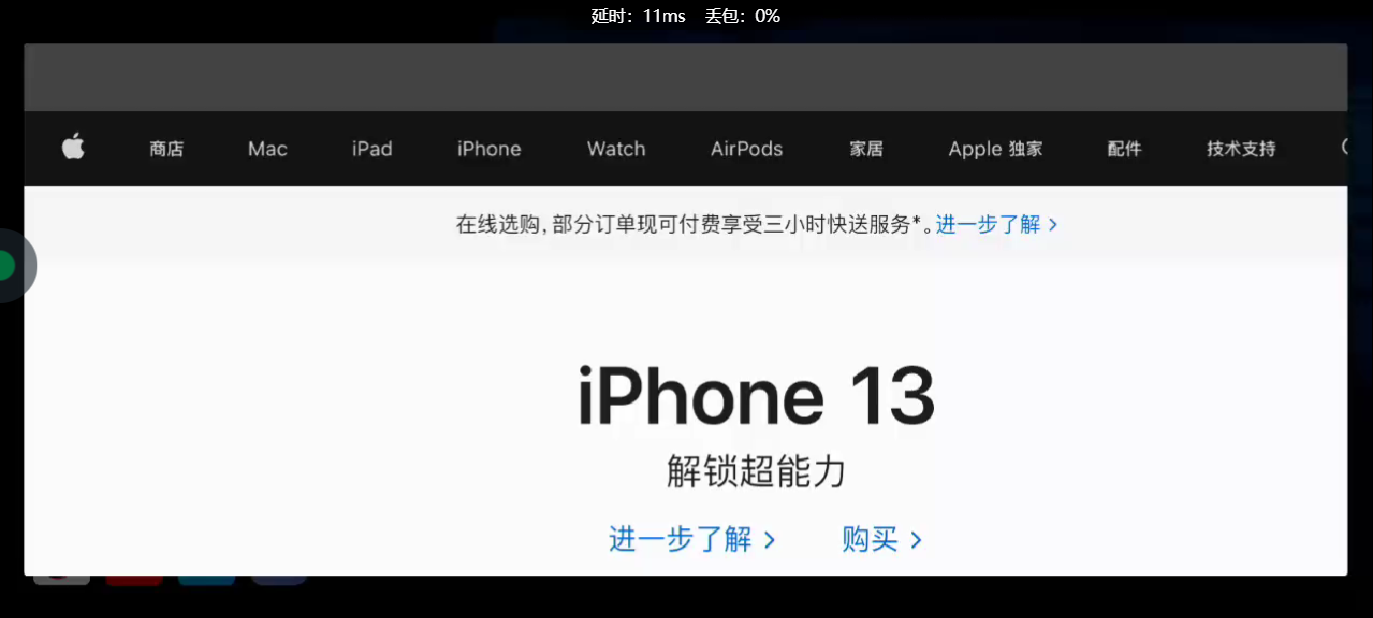 延时：11ms 丢包：0%
商店 Mac iPad iPhone Watch AirPods 家居 Apple 独家 配件 技术支持
在线选购，部分订单现可付费享受三小时快送服务*。进一步了解 >
iPhone 13
解锁超能力
进一步了解 > 购买 >